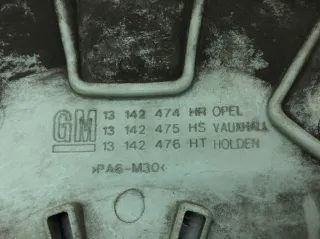 GM
13 142 474 HR OPEL
13 142 475 HS VAUXHALL
13 142 476 HT HOLDEN
>PA6-M30<